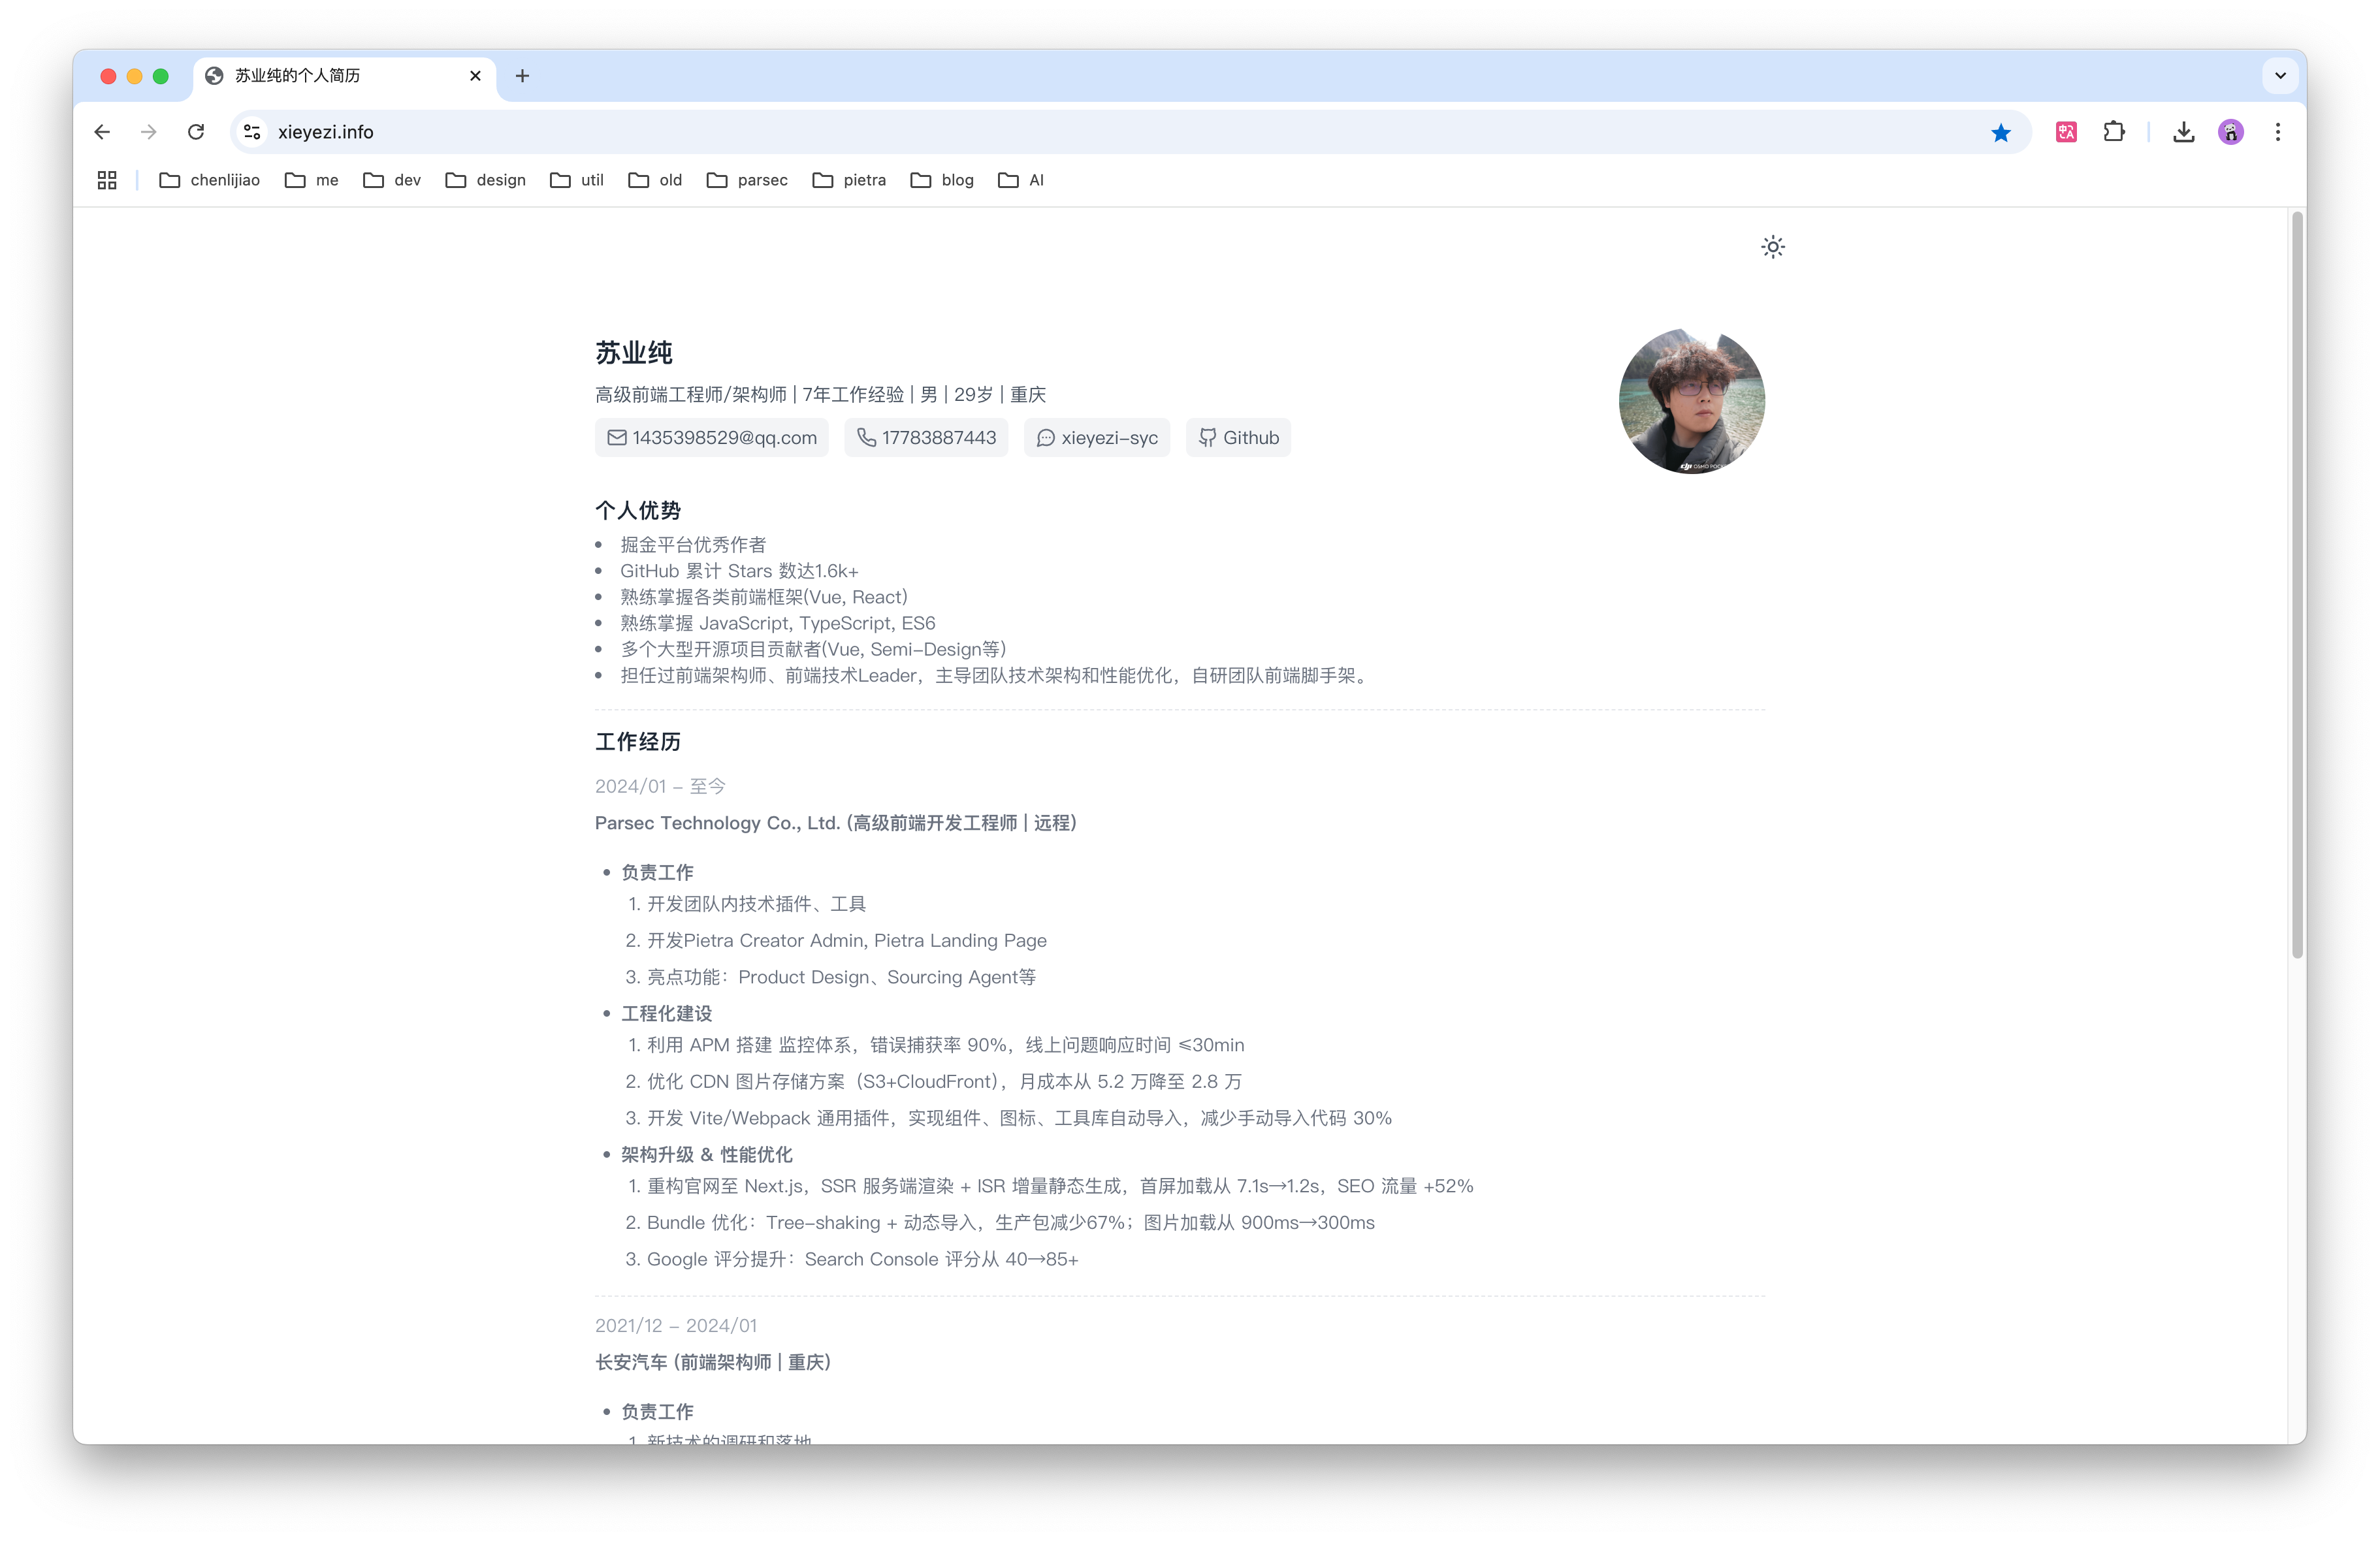 苏业纯的个人简历
xieyezi.info
chenlijiao me dev design util old parsec pietra blog AI
苏业纯
高级前端工程师/架构师 | 7年工作经验 | 男 | 29岁 | 重庆
1435398529@qq.com 17783887443 xieyezi-syc Github
个人优势
• 掘金平台优秀作者
• GitHub 累计 Stars 数达1.6k+
• 熟练掌握各类前端框架(Vue, React)
• 熟练掌握 JavaScript, TypeScript, ES6
• 多个大型开源项目贡献者(Vue, Semi-Design等)
• 担任过前端架构师、前端技术Leader，主导团队技术架构和性能优化，自研团队前端脚手架。
工作经历
2024/01 - 至今
Parsec Technology Co., Ltd. (高级前端开发工程师 | 远程)
• 负责工作
1. 开发团队内技术插件、工具
2. 开发Pietra Creator Admin, Pietra Landing Page
3. 亮点功能：Product Design、Sourcing Agent等
• 工程化建设
1. 利用 APM 搭建 监控体系，错误捕获率 90%，线上问题响应时间 ≤30min
2. 优化 CDN 图片存储方案（S3+CloudFront），月成本从 5.2 万降至 2.8 万
3. 开发 Vite/Webpack 通用插件，实现组件、图标、工具库自动导入，减少手动导入代码 30%
• 架构升级 & 性能优化
1. 重构官网至 Next.js，SSR 服务端渲染 + ISR 增量静态生成，首屏加载从 7.1s→1.2s，SEO 流量 +52%
2. Bundle 优化：Tree-shaking + 动态导入，生产包减少67%；图片加载从 900ms→300ms
3. Google 评分提升：Search Console 评分从 40→85+
2021/12 - 2024/01
长安汽车 (前端架构师 | 重庆)
• 负责工作
1. 新技术的调研和落地